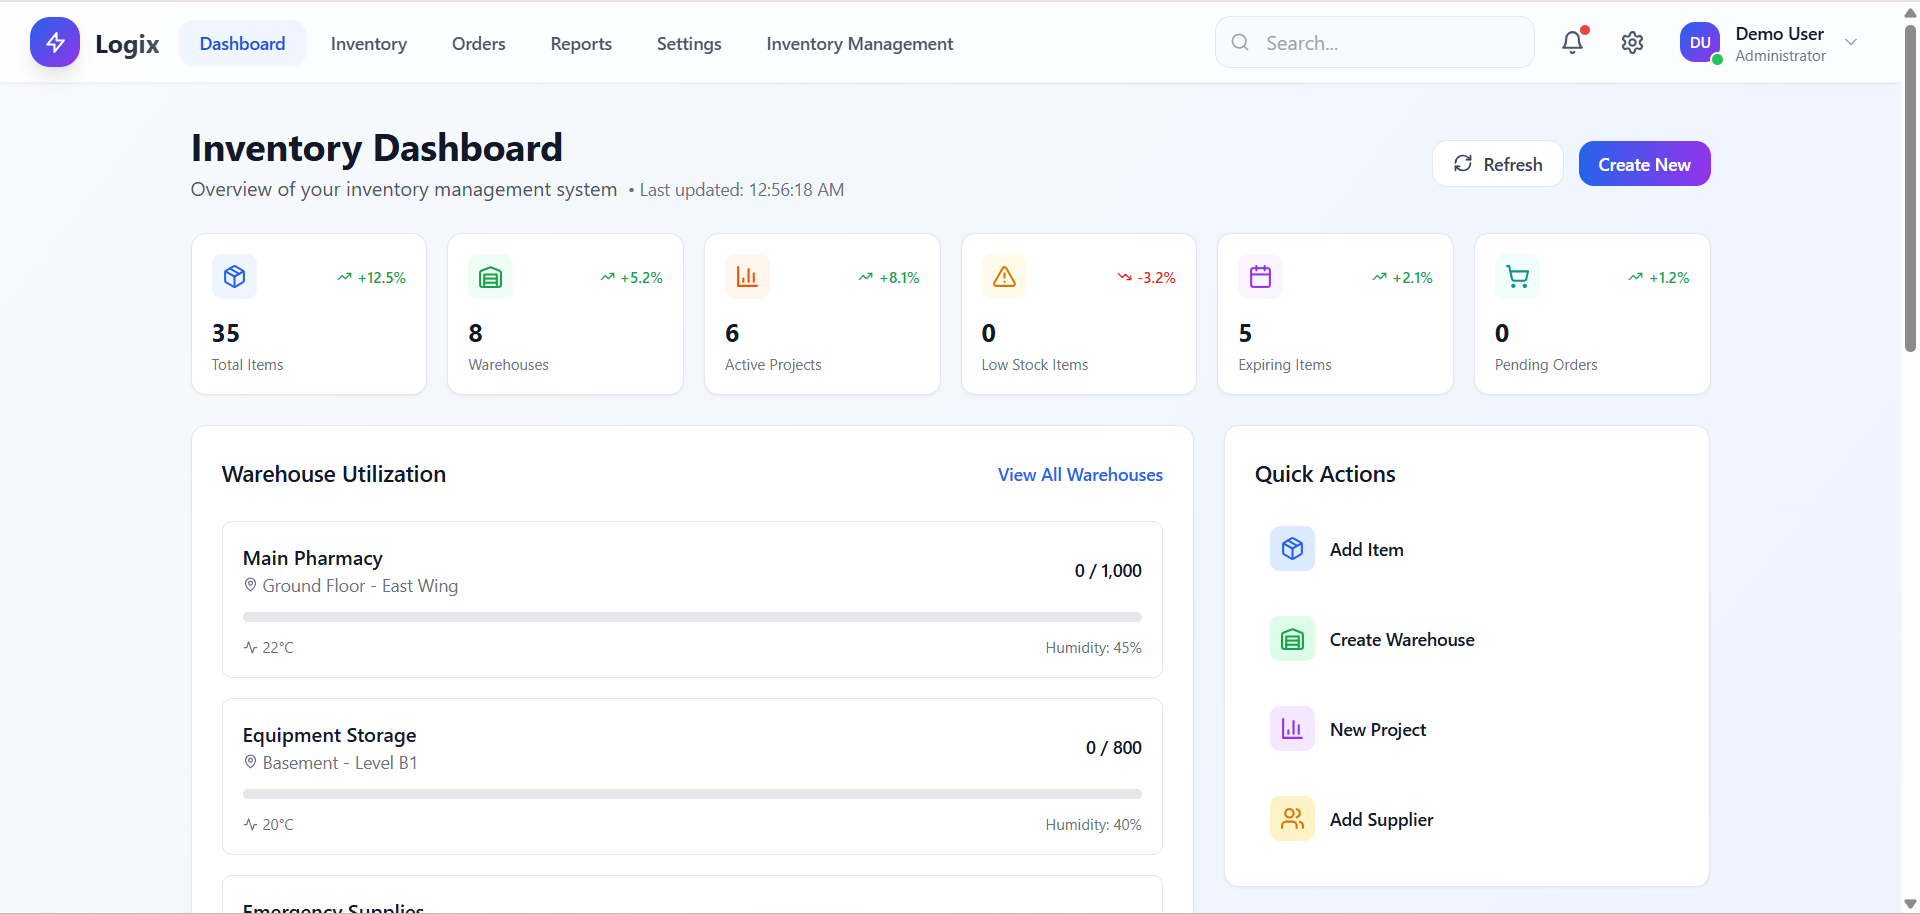 Logix
Dashboard
Inventory
Orders
Reports
Settings
Inventory Management
Search...
DU
Demo User
Administrator
Inventory Dashboard
Overview of your inventory management system • Last updated: 12:56:18 AM
Refresh
Create New
+12.5%
35
Total Items
+5.2%
8
Warehouses
+8.1%
6
Active Projects
-3.2%
0
Low Stock Items
+2.1%
5
Expiring Items
+1.2%
0
Pending Orders
Warehouse Utilization
View All Warehouses
Main Pharmacy
Ground Floor - East Wing
0 / 1,000
22°C
Humidity: 45%
Equipment Storage
Basement - Level B1
0 / 800
20°C
Humidity: 40%
Emergency Supplies
Quick Actions
Add Item
Create Warehouse
New Project
Add Supplier